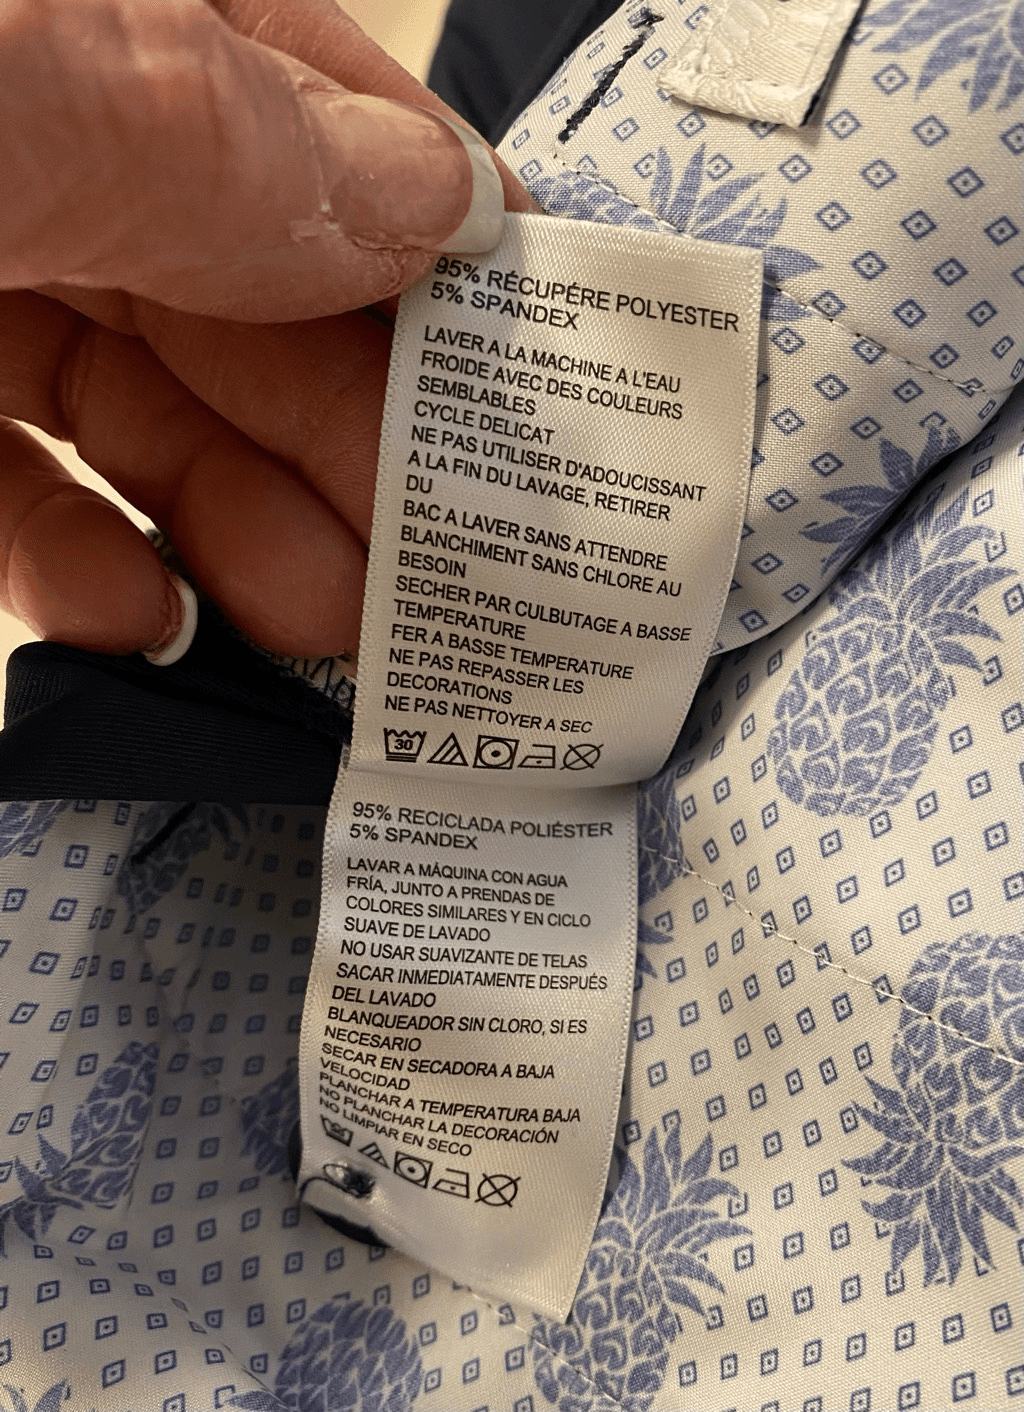 95% RÉCUPÉRE POLYESTER
5% SPANDEX
LAVER A LA MACHINE A L'EAU
FROIDE AVEC DES COULEURS
SEMBLABLES
CYCLE DELICAT
NE PAS UTILISER D'ADOUCISSANT
A LA FIN DU LAVAGE, RETIRER
DU
BAC A LAVER SANS ATTENDRE
BLANCHIMENT SANS CHLORE AU
BESOIN
SECHER PAR CULBUTAGE A BASSE
TEMPERATURE
FER A BASSE TEMPERATURE
NE PAS REPASSER LES
DECORATIONS
NE PAS NETTOYER A SEC
30
95% RECICLADA POLIÉSTER
5% SPANDEX
LAVAR A MÁQUINA CON AGUA
FRÍA, JUNTO A PRENDAS DE
COLORES SIMILARES Y EN CICLO
SUAVE DE LAVADO
NO USAR SUAVIZANTE DE TELAS
SACAR INMEDIATAMENTE DESPUÉS
DEL LAVADO
BLANQUEADOR SIN CLORO, SI ES
NECESARIO
SECAR EN SECADORA A BAJA
VELOCIDAD
PLANCHAR A TEMPERATURA BAJA
NO PLANCHAR LA DECORACIÓN
NO LIMPIAR EN SECO
30